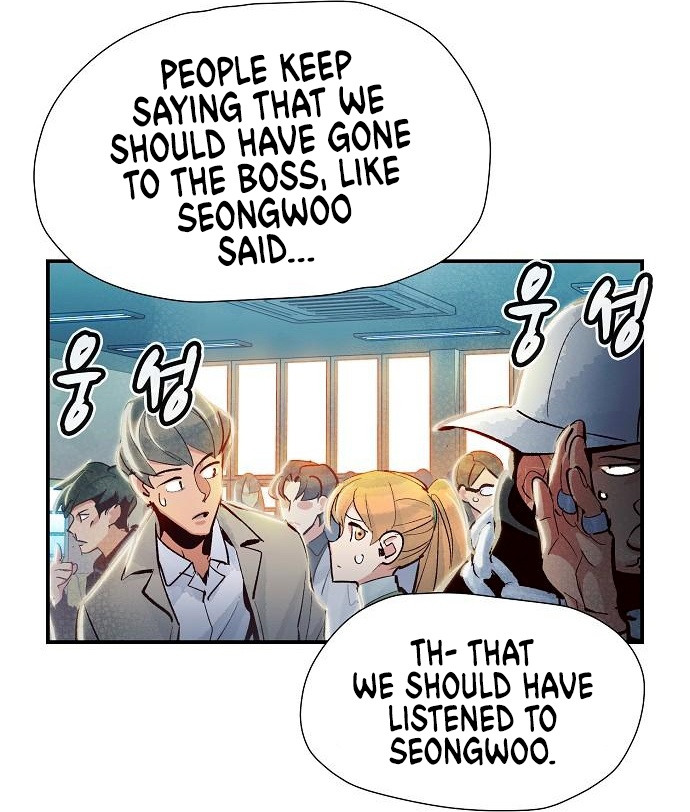 PEOPLE KEEP
SAYING THAT WE
SHOULD HAVE GONE
TO THE BOSS, LIKE
SEONGWOO
SAID...
웅성
웅성
TH- THAT
WE SHOULD HAVE
LISTENED TO
SEONGWOO.